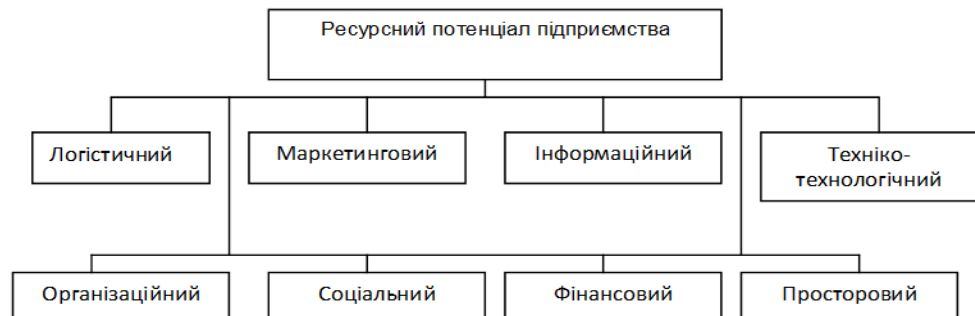 Ресурсний потенціал підприємства
Логістичний
Маркетинговий
Інформаційний
Техніко-
технологічний
Організаційний
Соціальний
Фінансовий
Просторовий